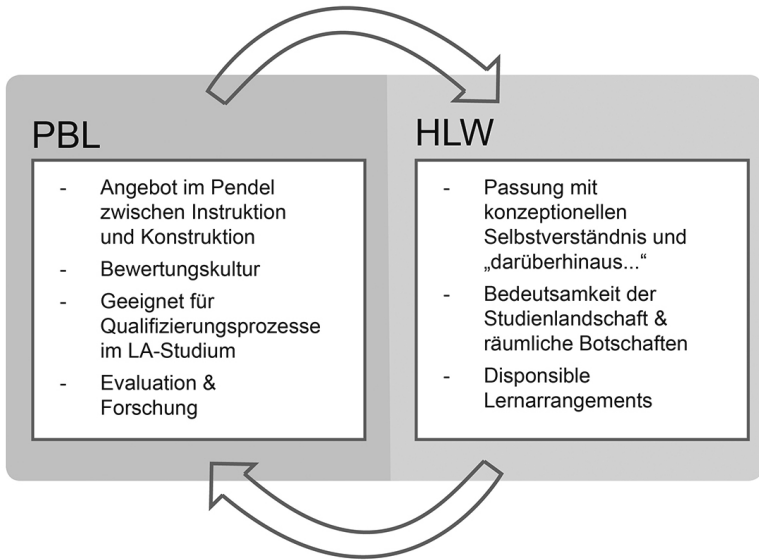 PBL
- Angebot im Pendel
zwischen Instruktion
und Konstruktion
- Bewertungskultur
- Geeignet für
Qualifizierungsprozesse
im LA-Studium
- Evaluation &
Forschung
HLW
- Passung mit
konzeptionellen
Selbstverständnis und
„darüberhinaus...“
- Bedeutsamkeit der
Studienlandschaft &
räumliche Botschaften
- Disponsible
Lernarrangements